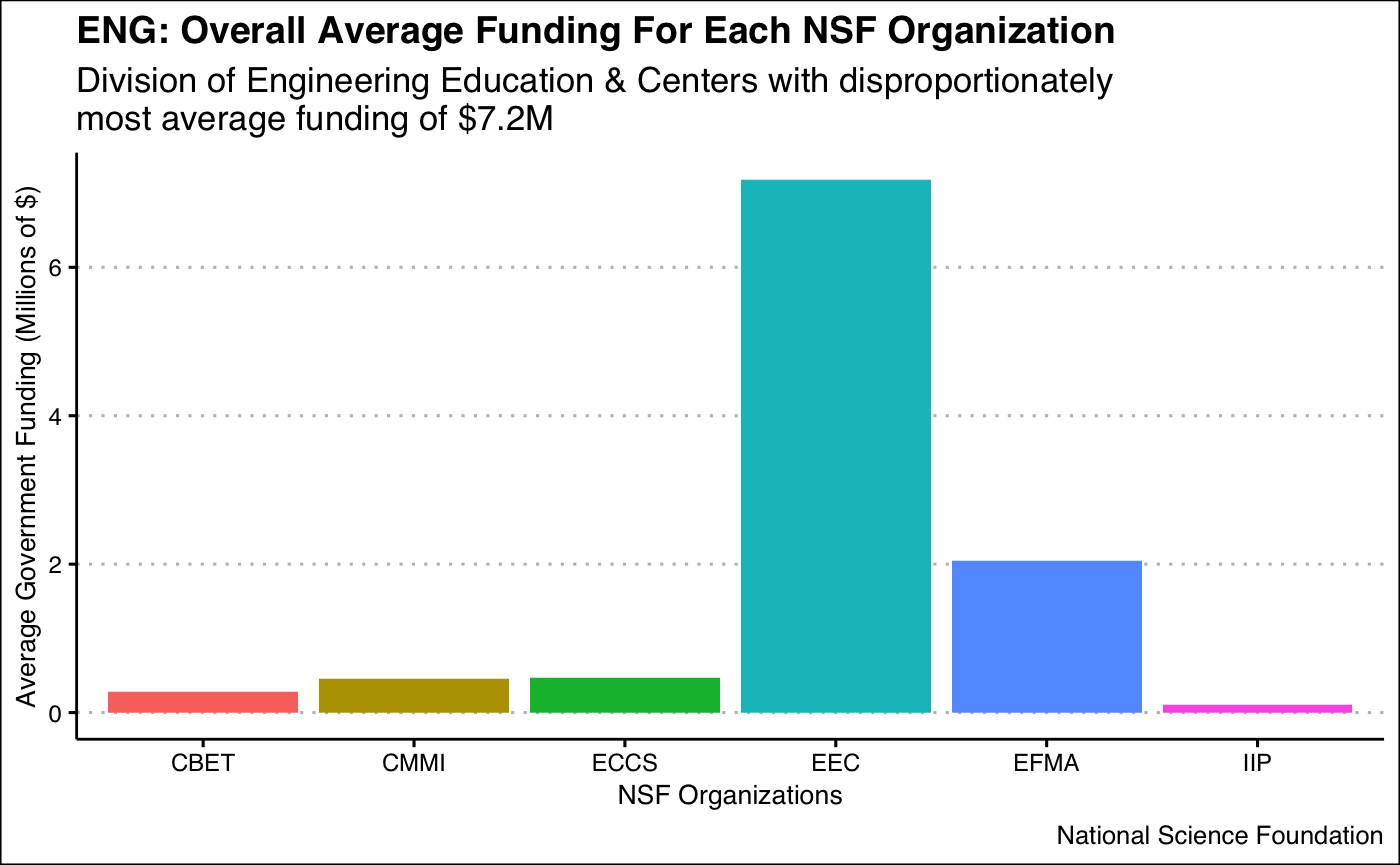 ENG: Overall Average Funding For Each NSF Organization
Division of Engineering Education & Centers with disproportionately
most average funding of $7.2M
Average Government Funding (Millions of $)
6
4
2
0
CBET
CMMI
ECCS
EEC
EFMA
IIP
NSF Organizations
National Science Foundation